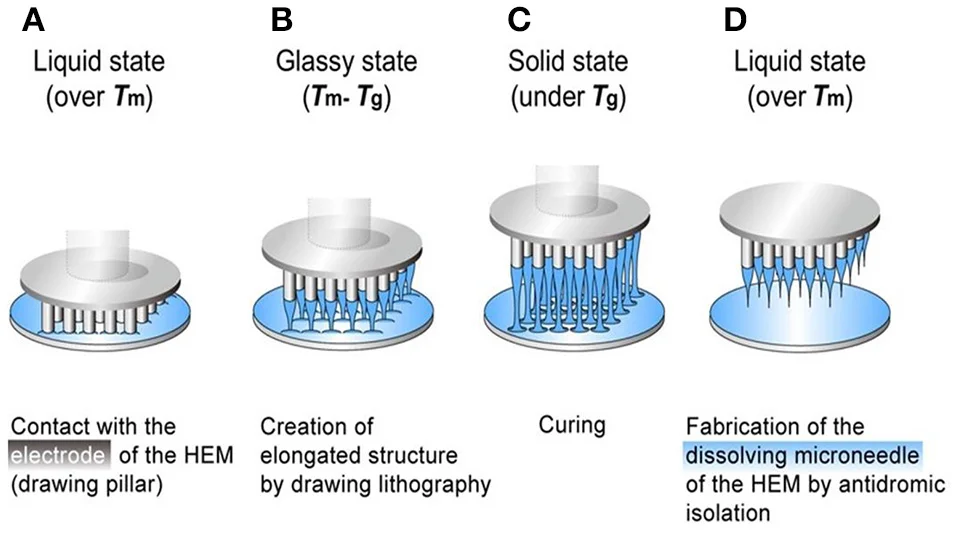 A
Liquid state
(over Tm)
B
Glassy state
(Tm- Tg)
C
Solid state
(under Tg)
D
Liquid state
(over Tm)
Contact with the
electrode of the HEM
(drawing pillar)
Creation of
elongated structure
by drawing lithography
Curing
Fabrication of the
dissolving microneedle
of the HEM by antidromic
isolation